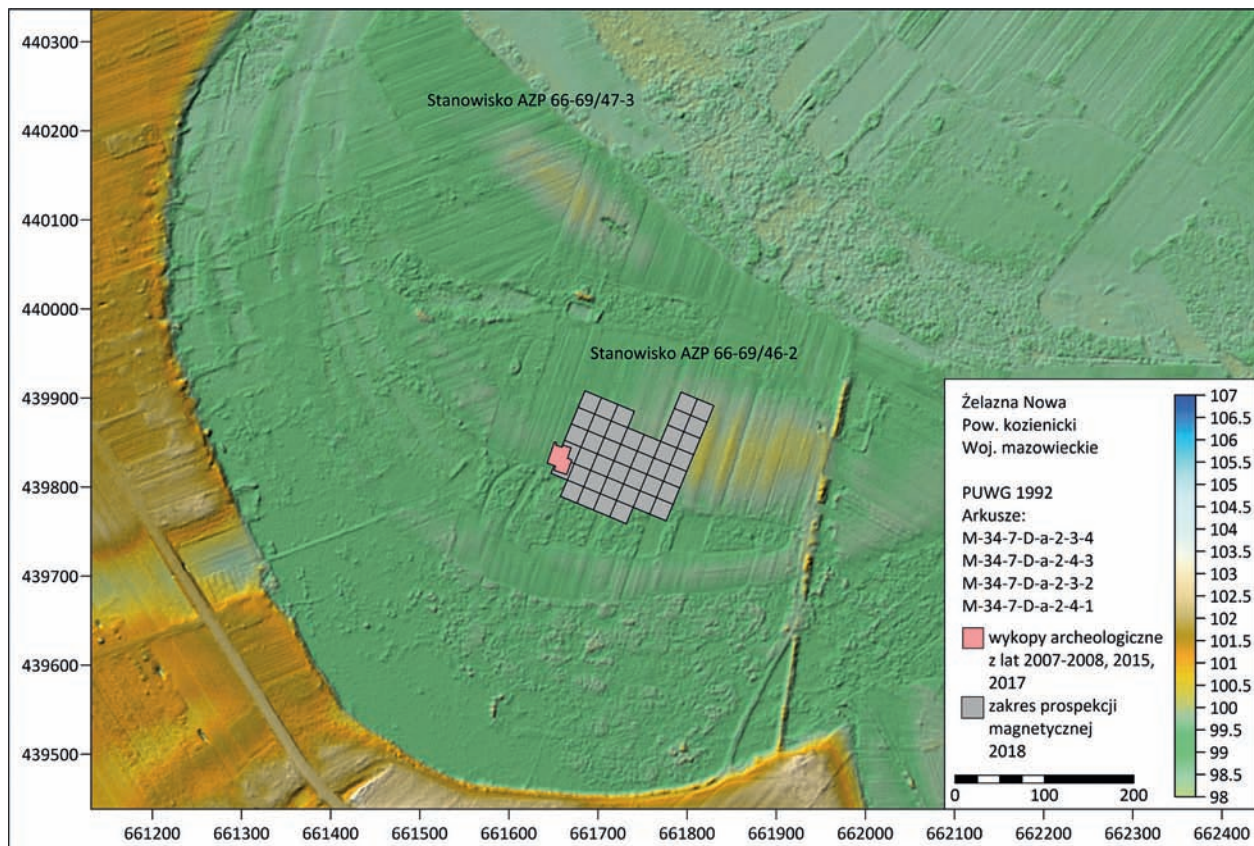 440300
440200
440100
440000
439900
439800
439700
439600
439500
Stanowisko AZP 66-69/47-3
Stanowisko AZP 66-69/46-2
Żelazna Nowa
Pow. kozienicki
Woj. mazowieckie
PUWG 1992
Arkusze:
M-34-7-D-a-2-3-4
M-34-7-D-a-2-4-3
M-34-7-D-a-2-3-2
M-34-7-D-a-2-4-1
wykopy archeologiczne
z lat 2007-2008, 2015,
2017
zakres prospekcji
magnetycznej
2018
0 100 200
107
106.5
106
105.5
105
104.5
104
103.5
103
102.5
102
101.5
101
100.5
100
99.5
99
98.5
98
661200 661300 661400 661500 661600 661700 661800 661900 662000 662100 662200 662300 662400